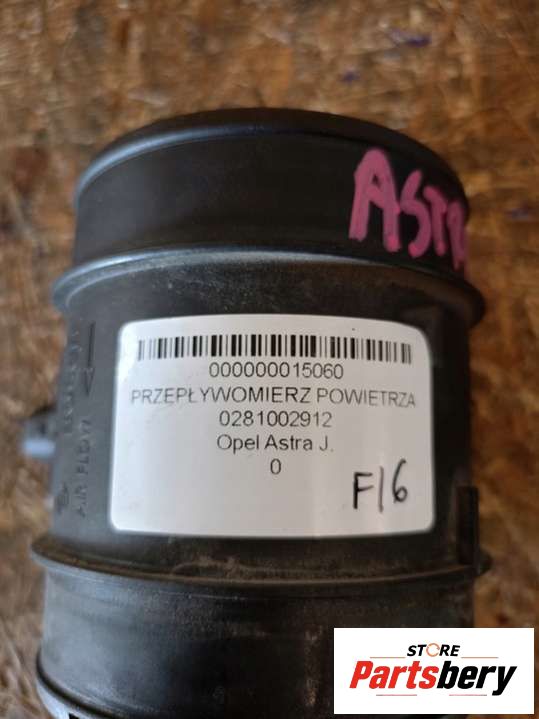 ASTR
000000015060
PRZEPŁYWOMIERZ POWIETRZA
0281002912
Opel Astra J.
0
F16
AIR FLOW
STORE
Partsbery